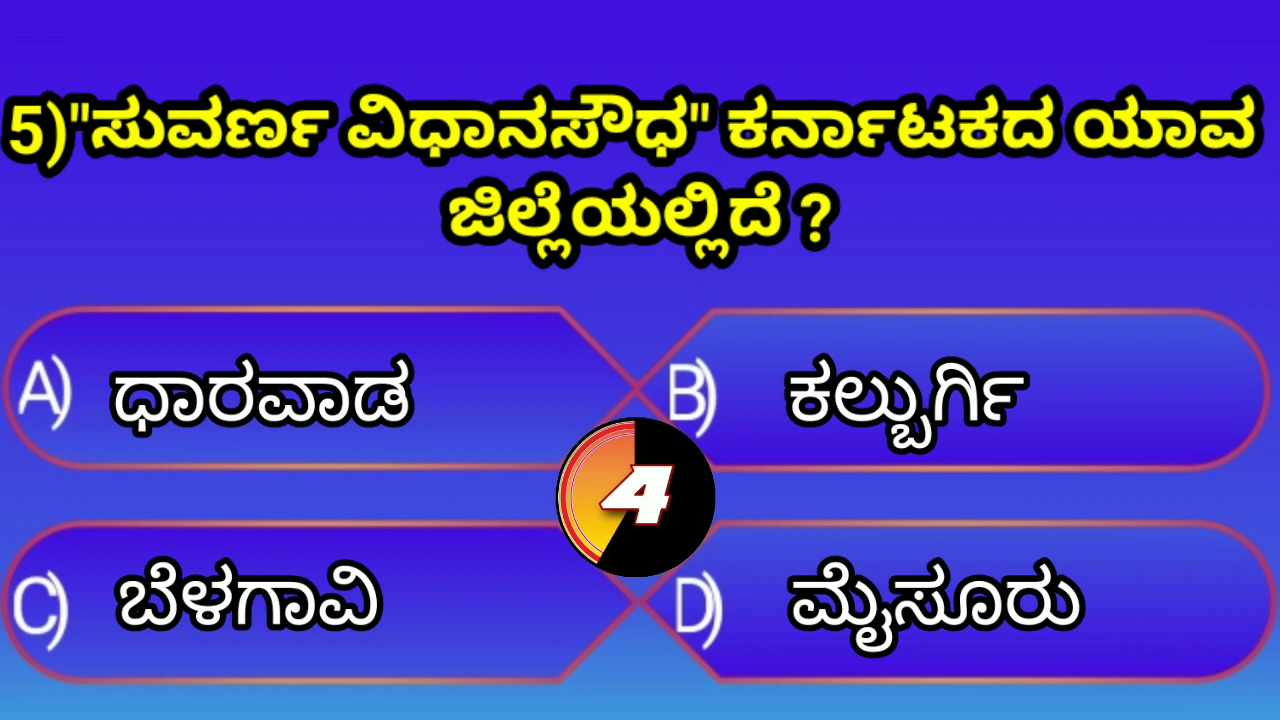 5)"ಸುವರ್ಣ ವಿಧಾನಸೌಧ" ಕರ್ನಾಟಕದ ಯಾವ
ಜಿಲ್ಲೆಯಲ್ಲಿದೆ ?
A) ಧಾರವಾಡ
B) ಕಲ್ಬುರ್ಗಿ
4
C) ಬೆಳಗಾವಿ
D) ಮೈಸೂರು